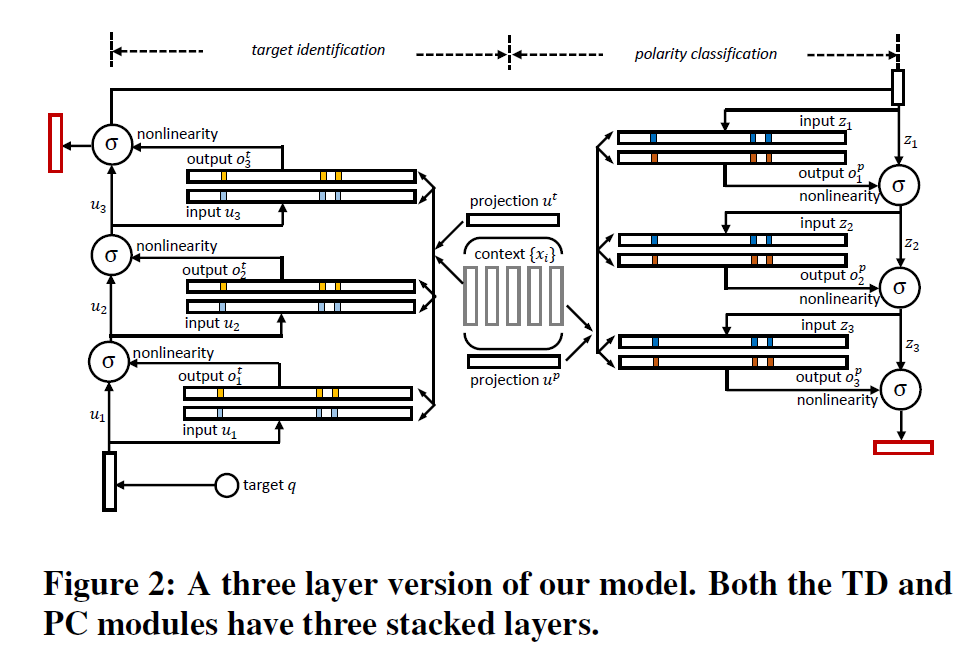 target identification
polarity classification
σ
nonlinearity
output o₃ᵗ
u₃
input u₃
σ
nonlinearity
output o₂ᵗ
u₂
input u₂
σ
nonlinearity
output o₁ᵗ
u₁
input u₁
target q
projection uᵗ
context {xᵢ}
projection uᵖ
input z₁
z₁
output o₁ᵖ
σ
nonlinearity
input z₂
z₂
output o₂ᵖ
σ
nonlinearity
input z₃
z₃
output o₃ᵖ
σ
nonlinearity
Figure 2: A three layer version of our model. Both the TD and
PC modules have three stacked layers.